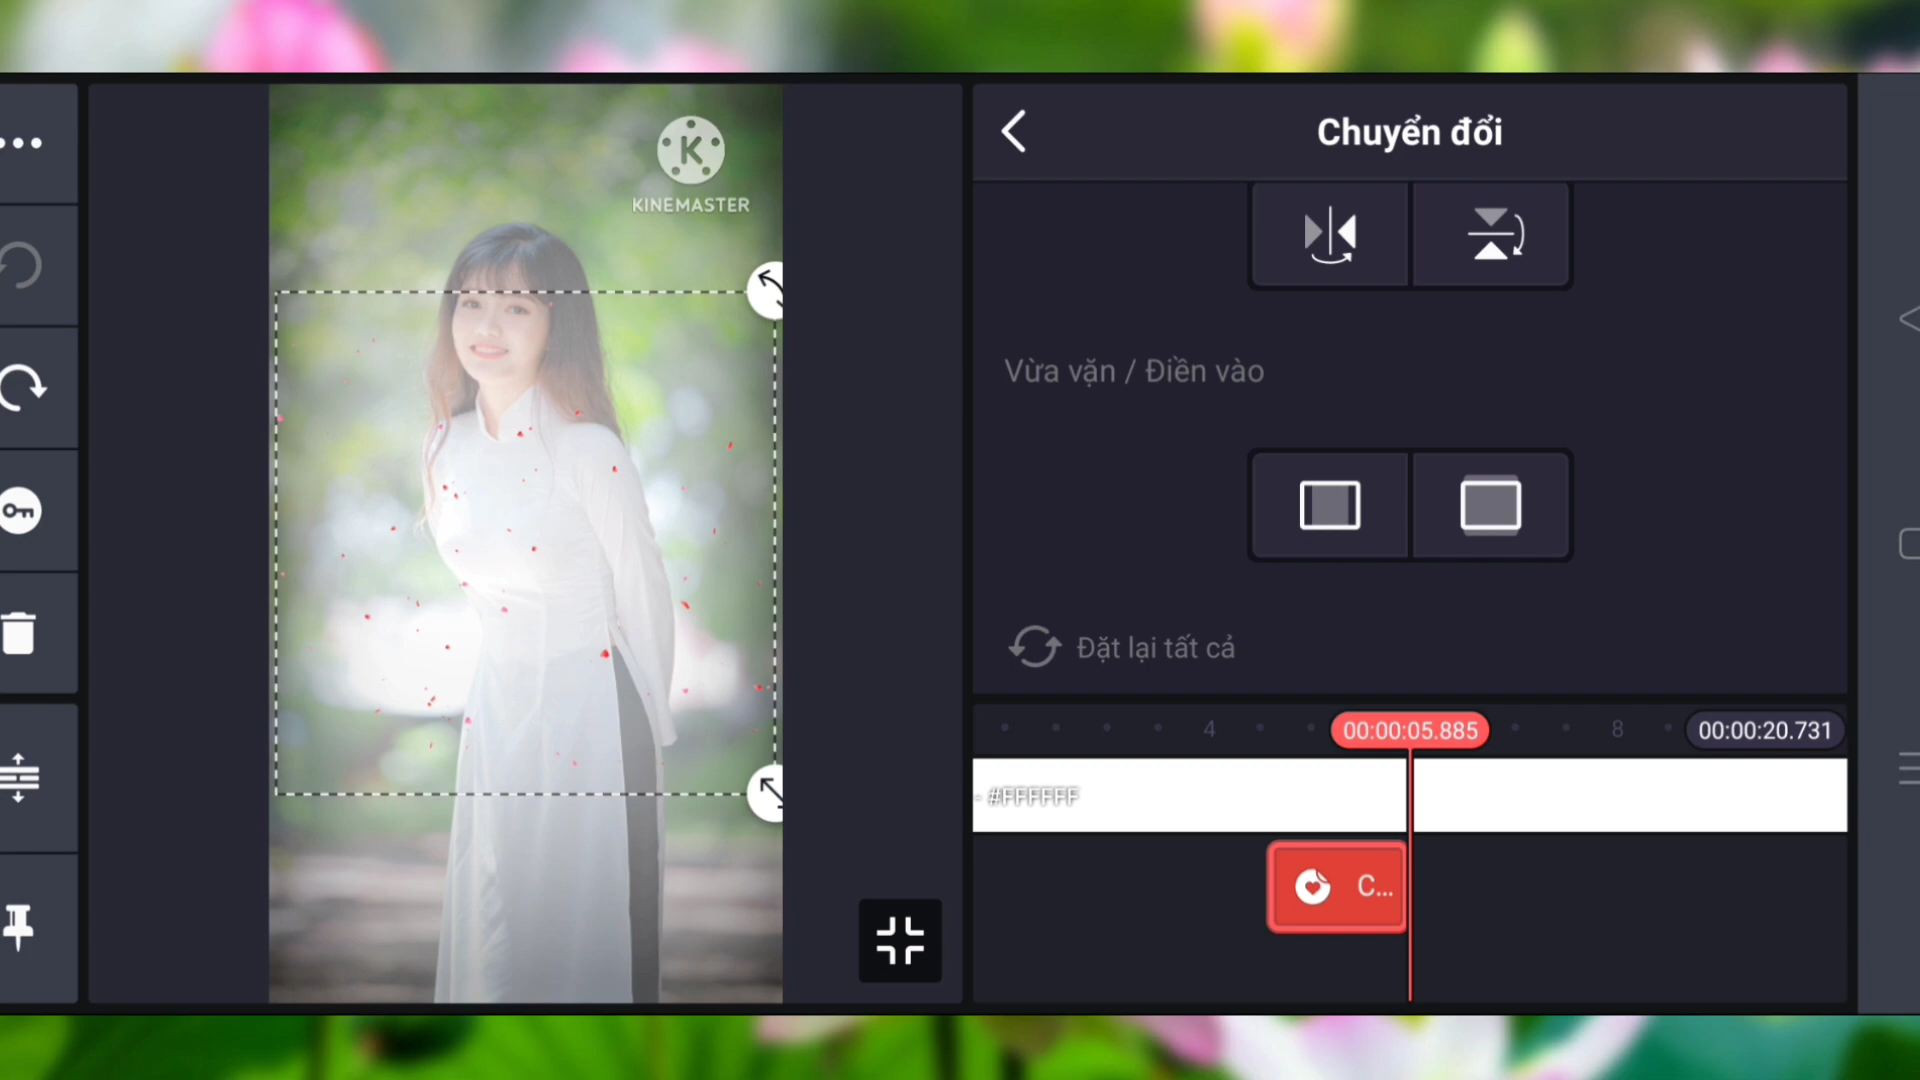 KINEMASTER
Chuyển đổi
Vừa vặn / Điền vào
Đặt lại tất cả
4
00:00:05.885
8
00:00:20.731
- #FFFFFF
C...